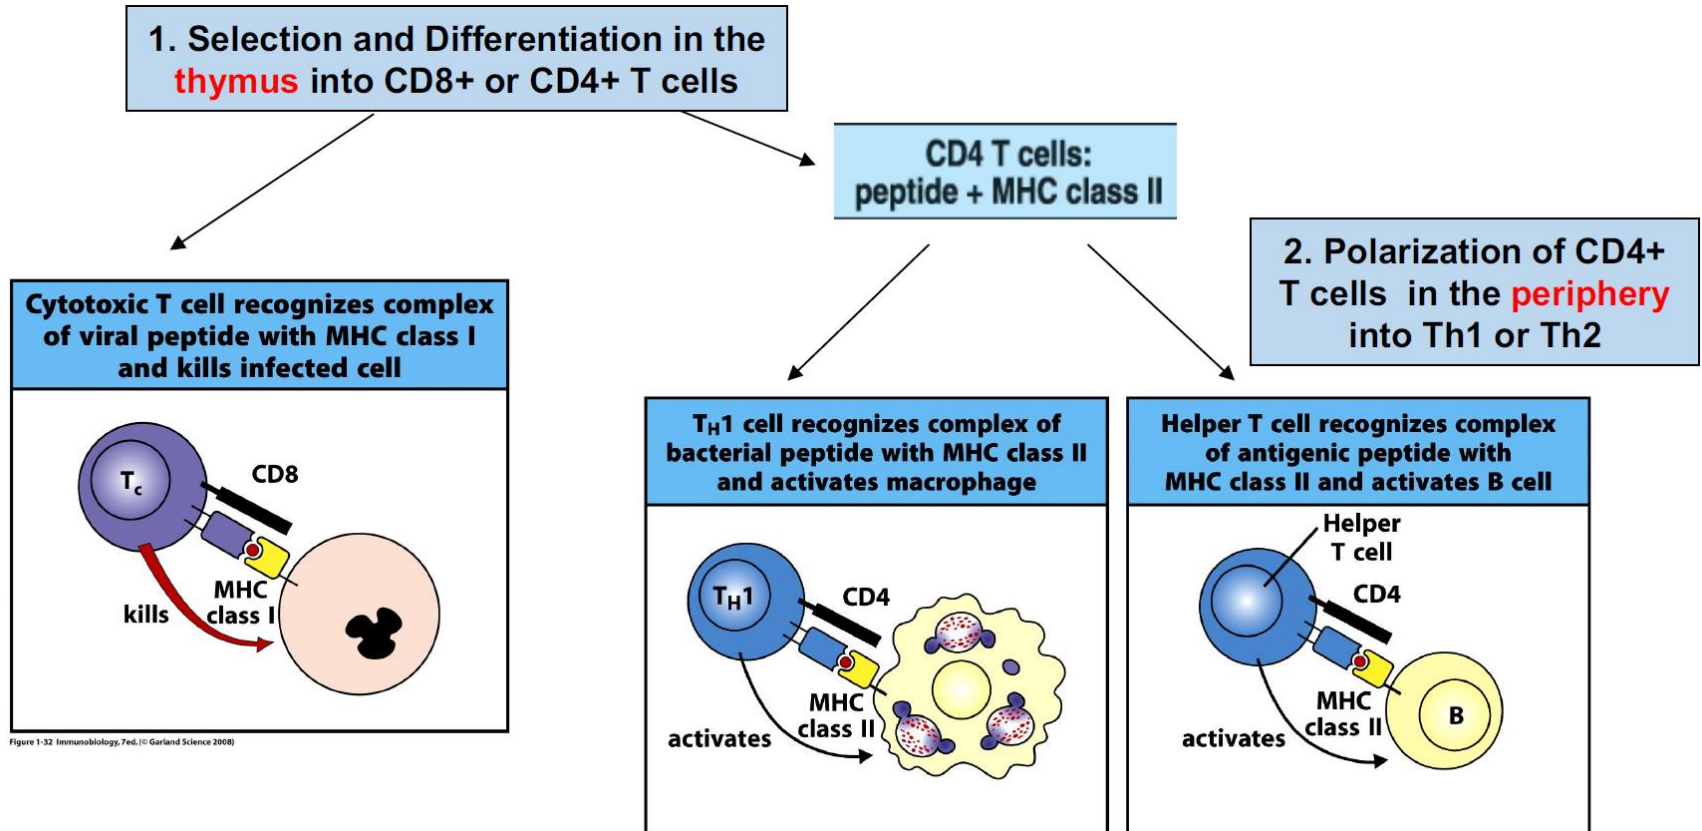 1. Selection and Differentiation in the
thymus into CD8+ or CD4+ T cells
CD4 T cells:
peptide + MHC class II
2. Polarization of CD4+
T cells in the periphery
into Th1 or Th2
Cytotoxic T cell recognizes complex
of viral peptide with MHC class I
and kills infected cell
Tc
CD8
MHC
class I
kills
Figure 1-32 Immunobiology, 7ed. (© Garland Science 2008)
TH1 cell recognizes complex of
bacterial peptide with MHC class II
and activates macrophage
TH1
CD4
MHC
class II
activates
Helper T cell recognizes complex
of antigenic peptide with
MHC class II and activates B cell
Helper
T cell
CD4
MHC
class II
B
activates